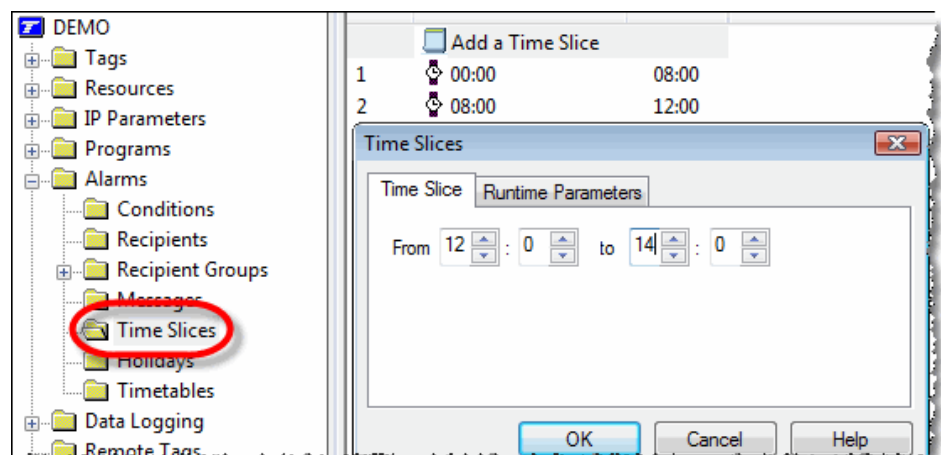 DEMO
Tags
Resources
IP Parameters
Programs
Alarms
Conditions
Recipients
Recipient Groups
Messages
Time Slices
Holidays
Timetables
Data Logging
Remote Tags
Add a Time Slice
1 00:00 08:00
2 08:00 12:00
Time Slices
Time Slice Runtime Parameters
From 12 : 0 to 14 : 0
OK Cancel Help